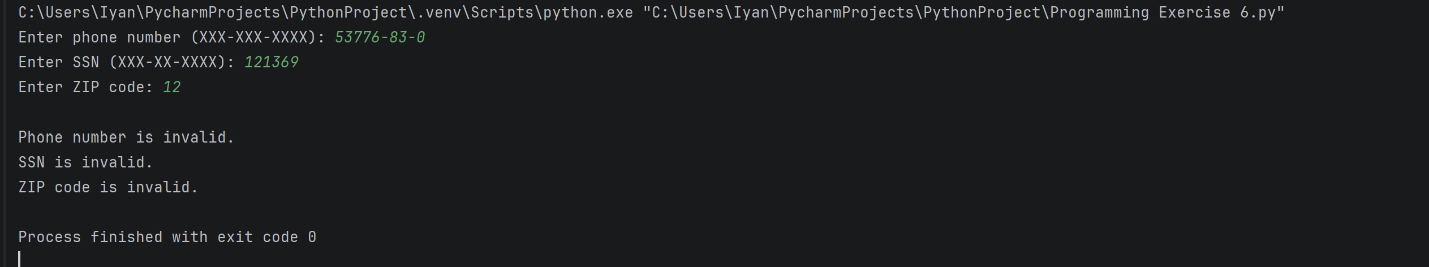 C:\Users\Iyan\PycharmProjects\PythonProject\.venv\Scripts\python.exe "C:\Users\Iyan\PycharmProjects\PythonProject\Programming Exercise 6.py"
Enter phone number (XXX-XXX-XXXX): 53776-83-0
Enter SSN (XXX-XX-XXXX): 121369
Enter ZIP code: 12
Phone number is invalid.
SSN is invalid.
ZIP code is invalid.
Process finished with exit code 0